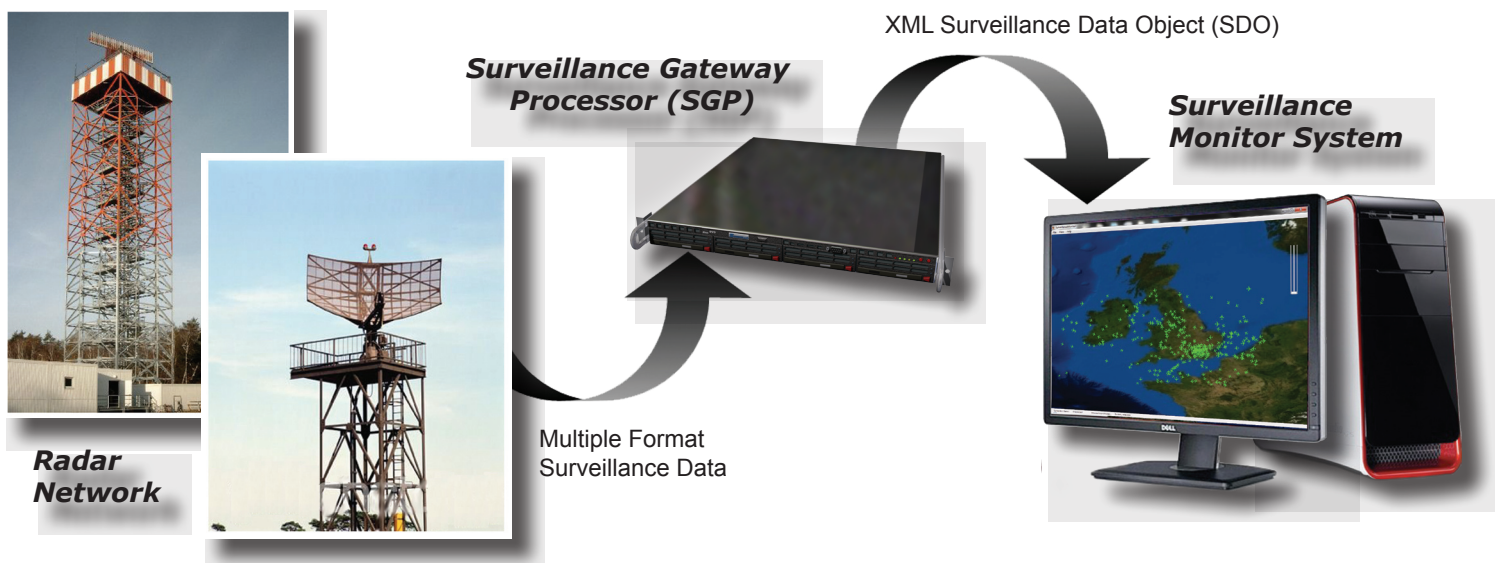 XML Surveillance Data Object (SDO)
Surveillance Gateway
Processor (SGP)
Surveillance
Monitor System
Multiple Format
Surveillance Data
Radar
Network
DELL